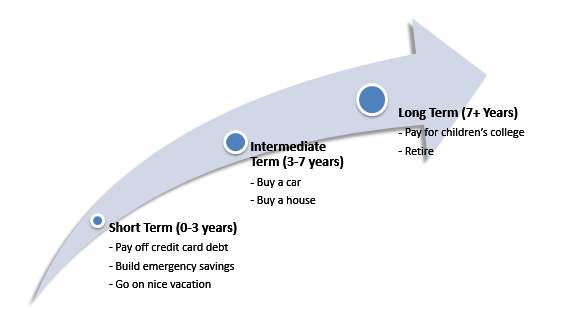 Long Term (7+ Years)
- Pay for children's college
- Retire
Intermediate
Term (3-7 years)
- Buy a car
- Buy a house
Short Term (0-3 years)
- Pay off credit card debt
- Build emergency savings
- Go on nice vacation